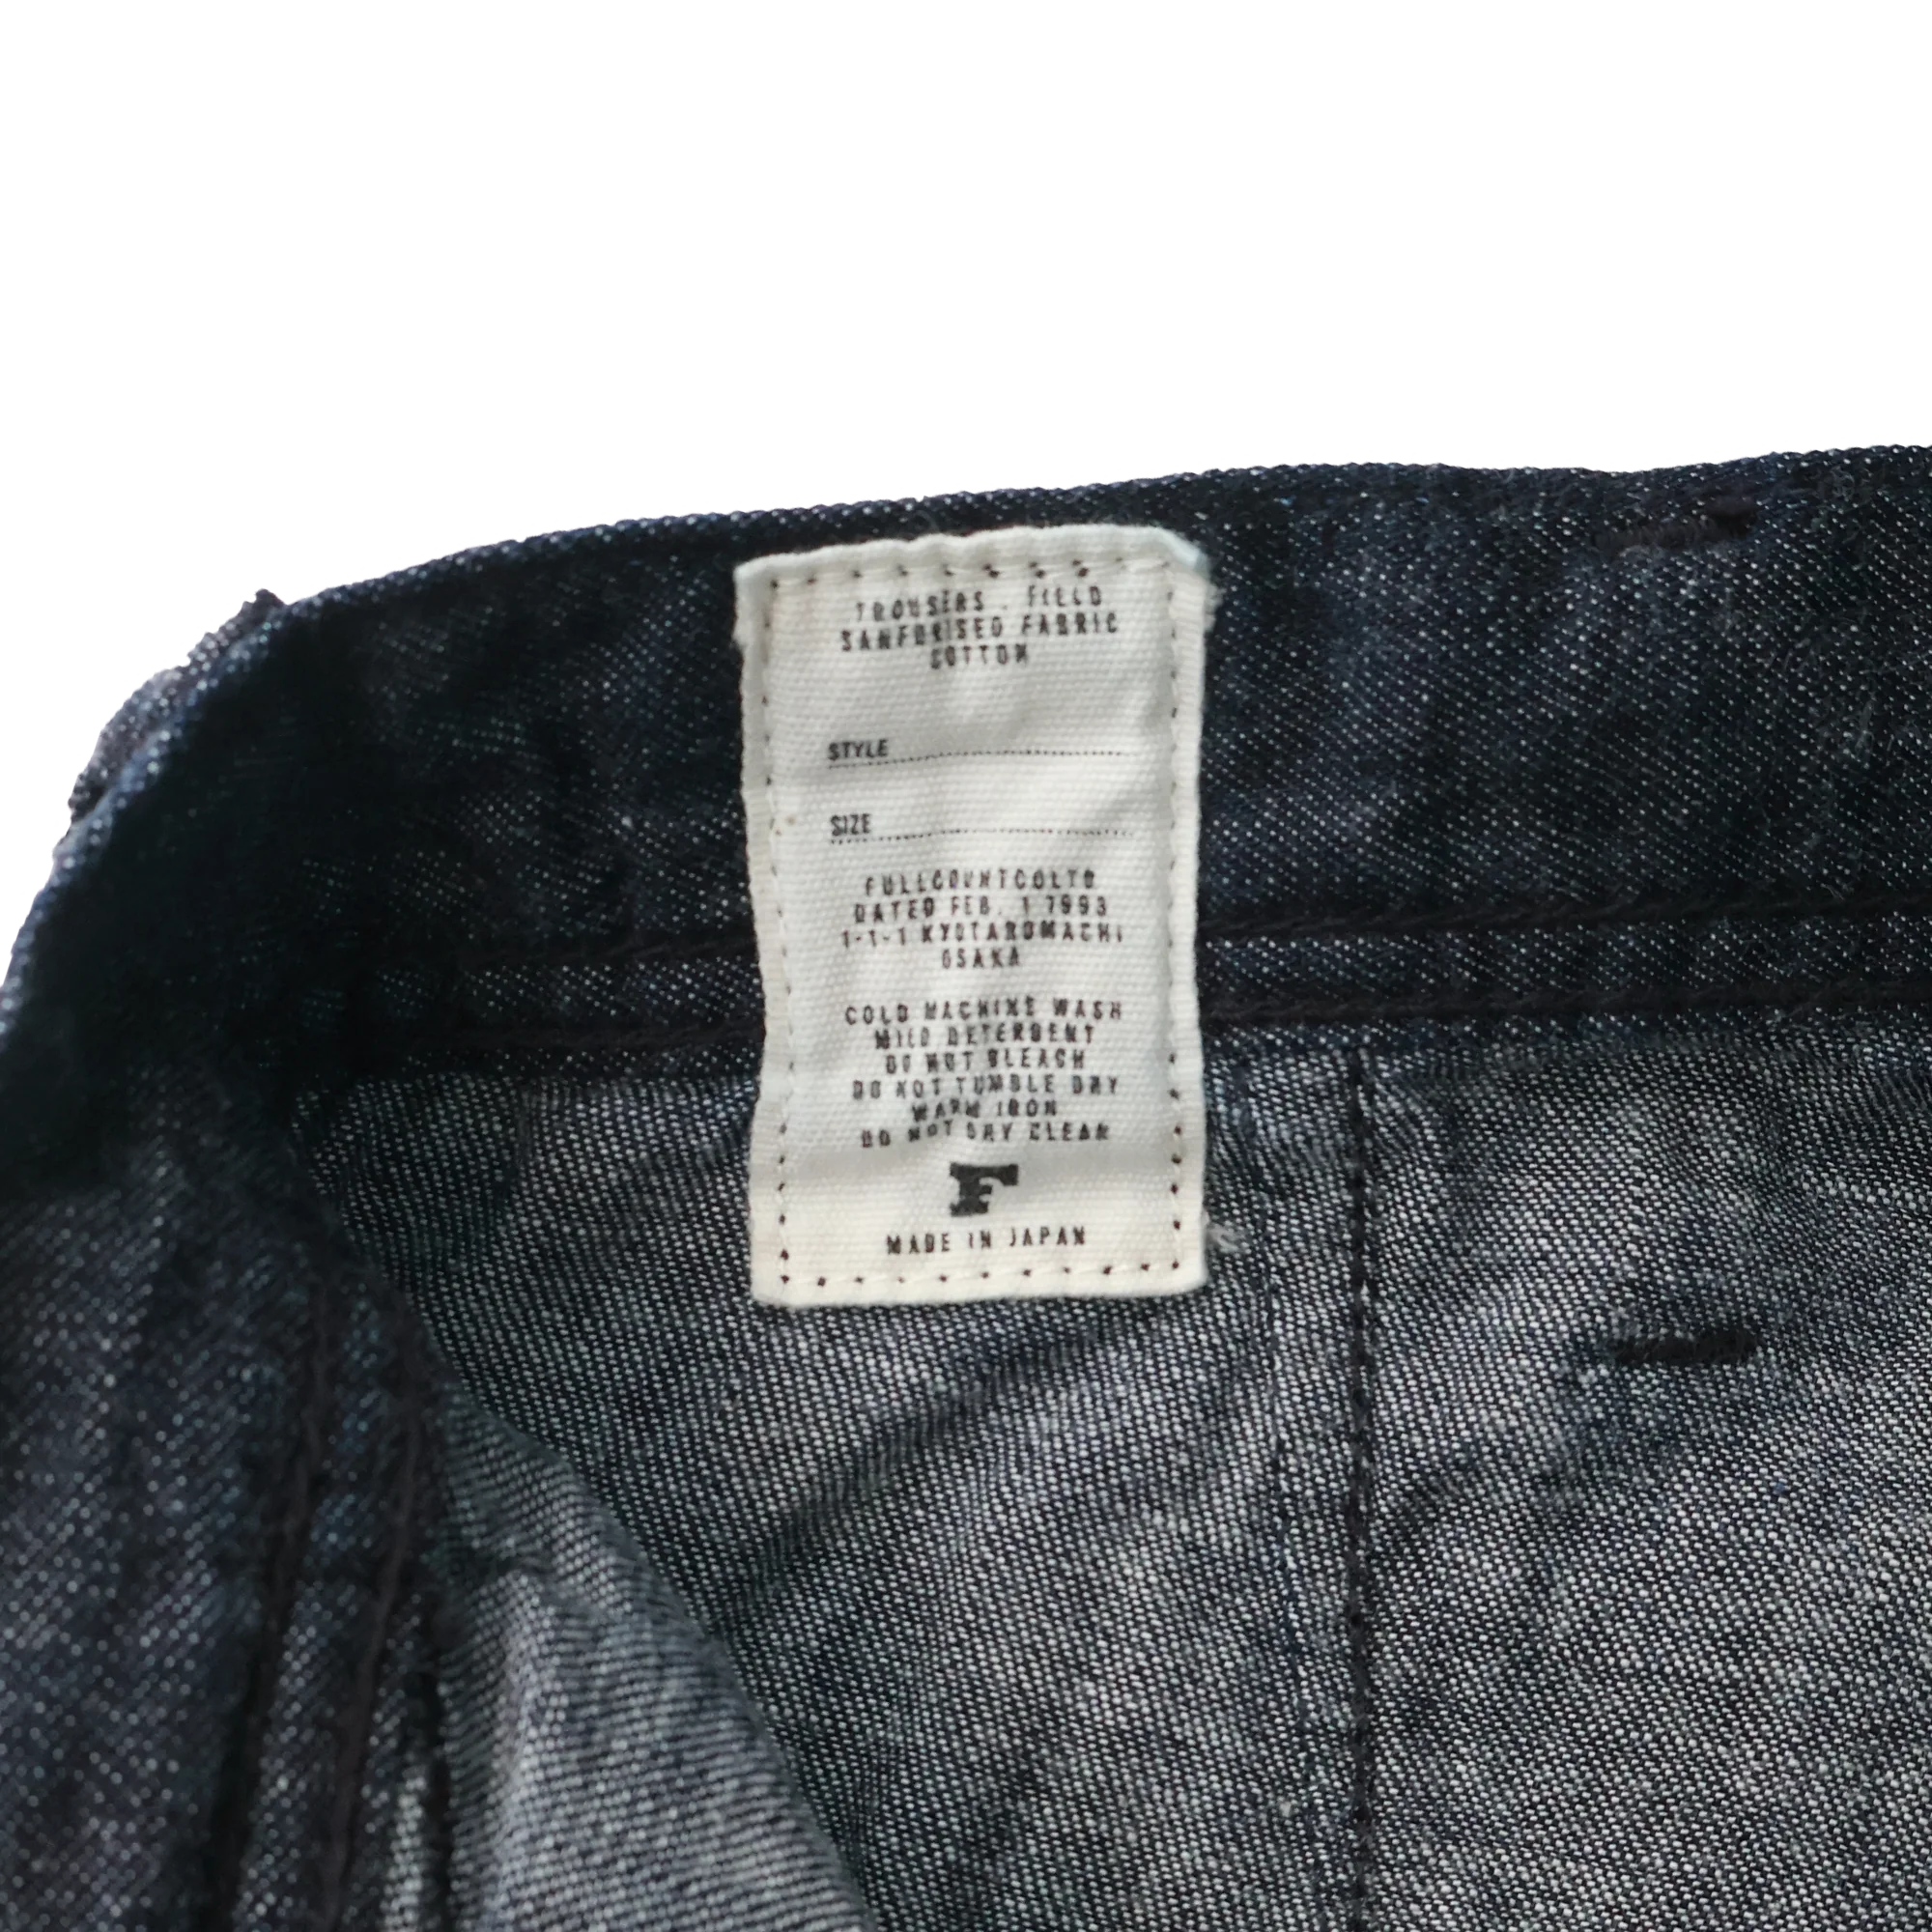 TROUSERS . FIELD
SANFORISED FABRIC
COTTON
STYLE
SIZE
FULLCOUNTCOLTD
DATED FEB. 1 7993
1-1-1 KYOTAROMACHI
OSAKA
COLD MACHINE WASH
MILD DETERGENT
DO NOT BLEACH
DO NOT TUMBLE DRY
WARM IRON
DO NOT DRY CLEAN
F
MADE IN JAPAN